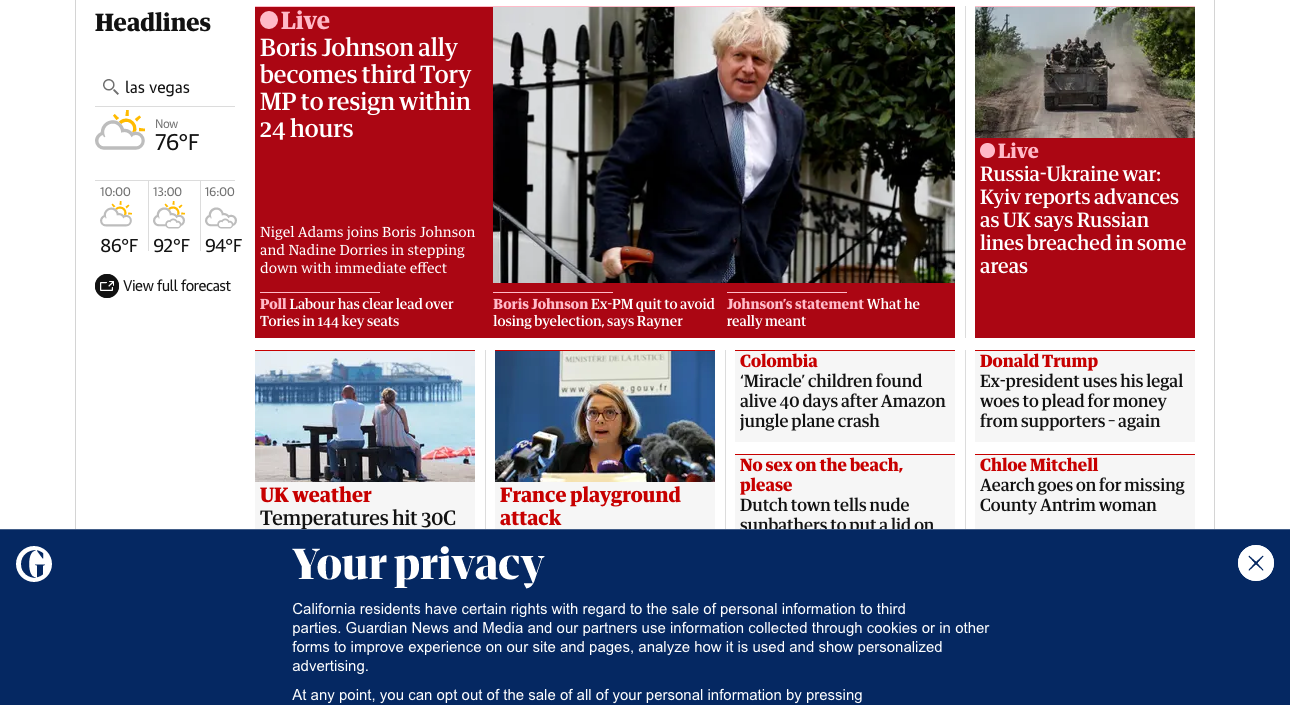 Headlines
las vegas
Now
76°F
10:00
13:00
16:00
86°F
92°F
94°F
View full forecast
Live
Boris Johnson ally
becomes third Tory
MP to resign within
24 hours
Nigel Adams joins Boris Johnson
and Nadine Dorries in stepping
down with immediate effect
Poll Labour has clear lead over
Tories in 144 key seats
Boris Johnson Ex-PM quit to avoid
losing byelection, says Rayner
Johnson's statement What he
really meant
Live
Russia-Ukraine war:
Kyiv reports advances
as UK says Russian
lines breached in some
areas
UK weather
Temperatures hit 30C
MINISTÈRE DE LA JUSTICE
France playground
attack
Colombia
‘Miracle’ children found
alive 40 days after Amazon
jungle plane crash
No sex on the beach,
please
Dutch town tells nude
sunbathers to put a lid on
Donald Trump
Ex-president uses his legal
woes to plead for money
from supporters – again
Chloe Mitchell
Aearch goes on for missing
County Antrim woman
G
Your privacy
California residents have certain rights with regard to the sale of personal information to third
parties. Guardian News and Media and our partners use information collected through cookies or in other
forms to improve experience on our site and pages, analyze how it is used and show personalized
advertising.
At any point, you can opt out of the sale of all of your personal information by pressing